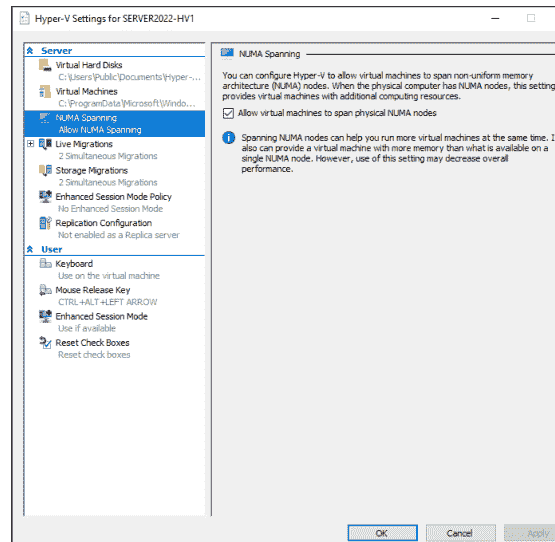 Hyper-V Settings for SERVER2022-HV1
Server
Virtual Hard Disks
C:\Users\Public\Documents\Hyper-...
Virtual Machines
C:\ProgramData\Microsoft\Windo...
NUMA Spanning
Allow NUMA Spanning
Live Migrations
2 Simultaneous Migrations
Storage Migrations
2 Simultaneous Migrations
Enhanced Session Mode Policy
No Enhanced Session Mode
Replication Configuration
Not enabled as a Replica server
User
Keyboard
Use on the virtual machine
Mouse Release Key
CTRL+ALT+LEFT ARROW
Enhanced Session Mode
Use if available
Reset Check Boxes
Reset check boxes
NUMA Spanning
You can configure Hyper-V to allow virtual machines to span non-uniform memory
architecture (NUMA) nodes. When the physical computer has NUMA nodes, this setting
provides virtual machines with additional computing resources.
Allow virtual machines to span physical NUMA nodes
Spanning NUMA nodes can help you run more virtual machines at the same time. I
also can provide a virtual machine with more memory than what is available on a
single NUMA node. However, use of this setting may decrease overall
performance.
OK
Cancel
Apply